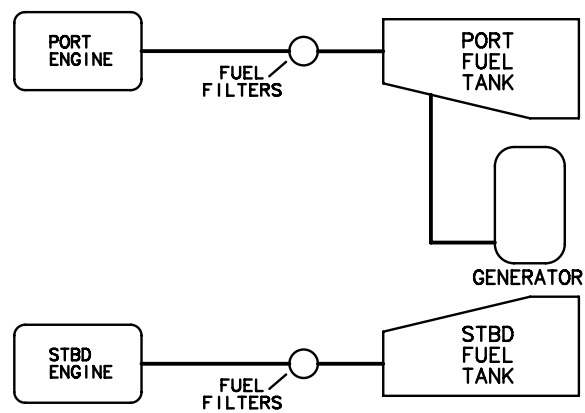 PORT
ENGINE
FUEL
FILTERS
PORT
FUEL
TANK
GENERATOR
STBD
ENGINE
FUEL
FILTERS
STBD
FUEL
TANK